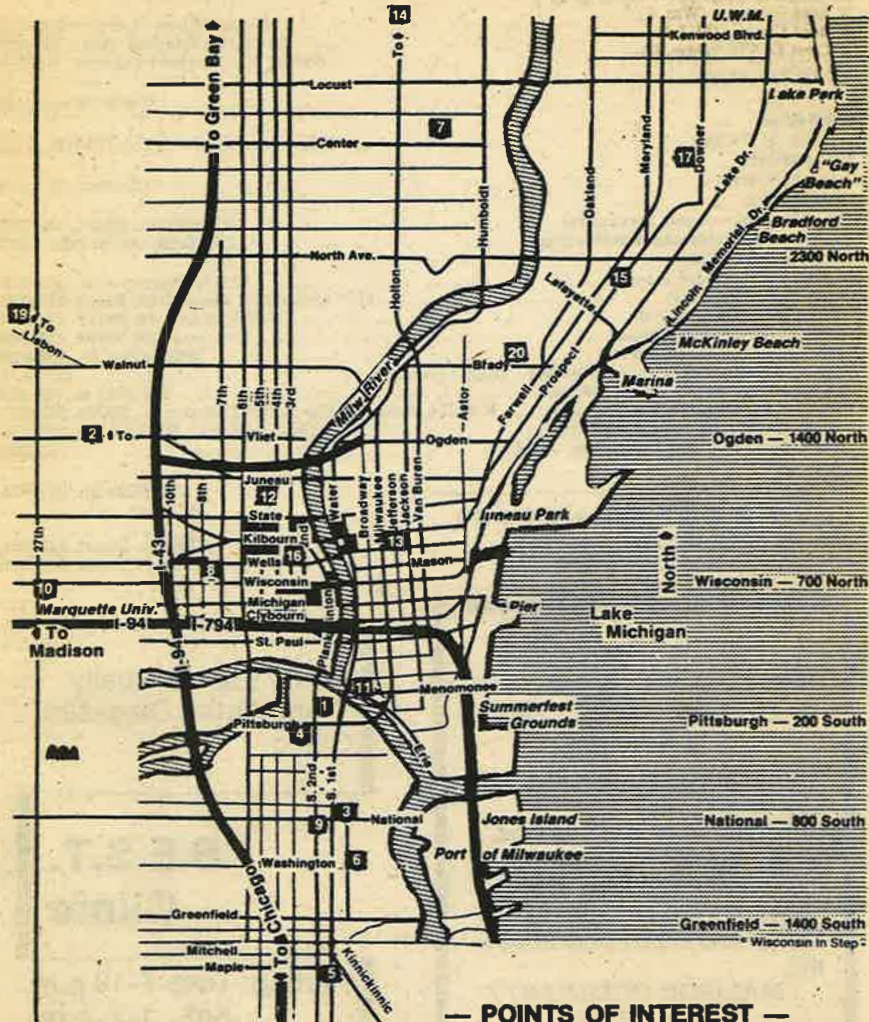 14
To
U.W.M.
Kenwood Blvd.
To Green Bay
Locust
Lake Park
7
Center
Humboldt
Oakland
Maryland
17
Downer
Lake Dr.
"Gay
Beach"
Bradford
Beach
North Ave.
2300 North
Holton
Lafayette
15
Lincoln Memorial Dr.
19
To
Lisbon
Walnut
7th
6th
5th
4th
3rd
Milw. River
Brady
20
Astor
Farwell
Prospect
McKinley Beach
Marina
2
To
Vliet
Ogden
Ogden — 1400 North
Juneau
10th
8th
12
State
Kilbourn
2nd
Water
Broadway
Milwaukee
Jefferson
Jackson
Van Buren
13
Juneau Park
27th
I-43
Wells
16
Mason
8
Wisconsin
North
Wisconsin — 700 North
10
Marquette Univ.
Michigan
Clybourn
Pier
Lake
Michigan
I-94
I-794
To
Madison
St. Paul
Plankinton
I-94
11
Menomonee
1
Pittsburgh
4
Summerfest
Grounds
Pittsburgh — 200 South
Erie
S. 2nd
S. 1st
3
National
9
Jones Island
National — 800 South
Washington
6
Port of Milwaukee
Greenfield
Greenfield — 1400 South
Wisconsin In Step
Mitchell
Maple
To Chicago
5
Kinnickinnic
— POINTS OF INTEREST —